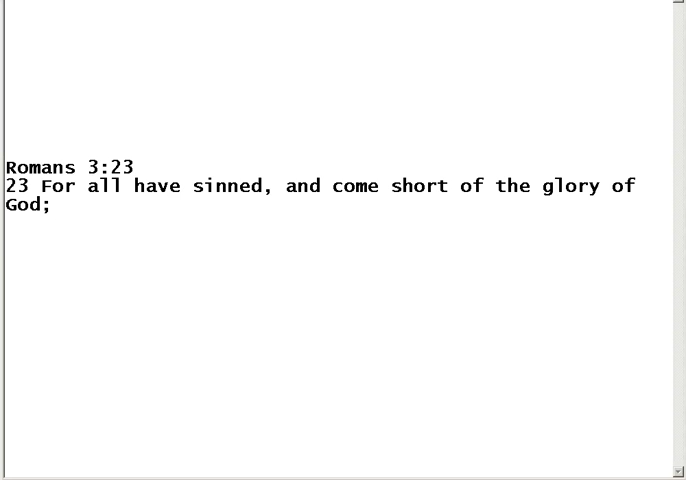 Romans 3:23
23 For all have sinned, and come short of the glory of
God;